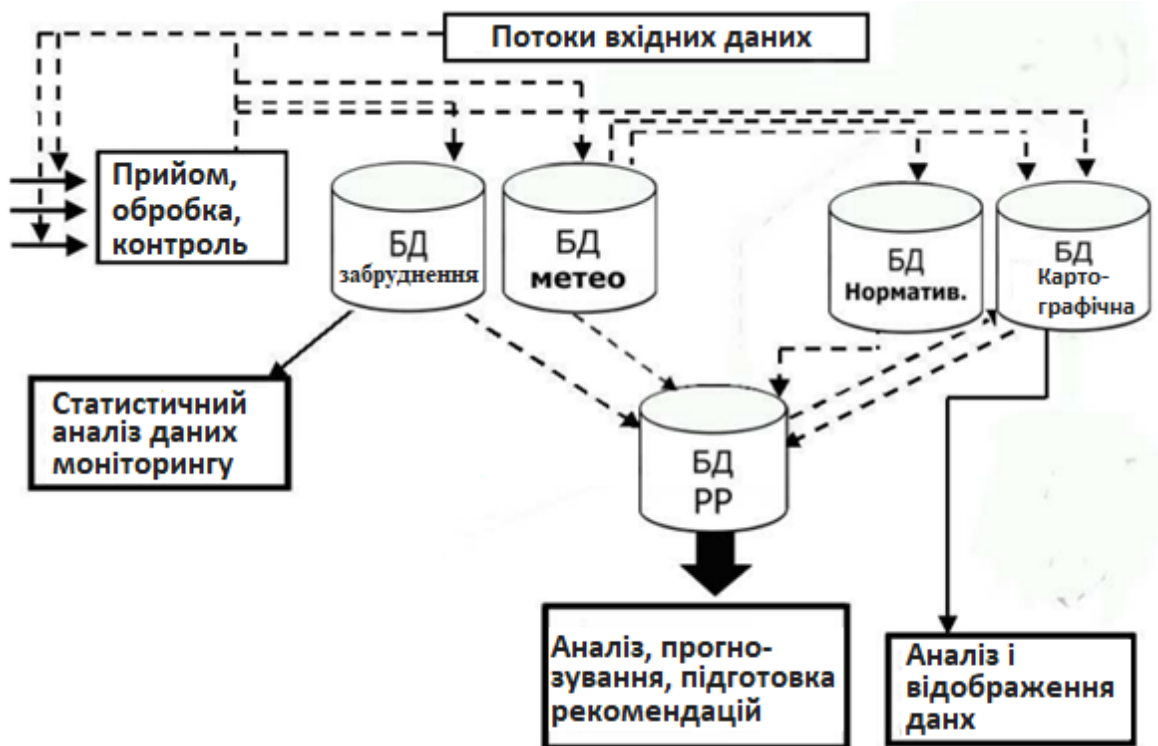 Потоки вхідних даних
Прийом,
обробка,
контроль
БД
забруднення
БД
метео
БД
Норматив.
БД
Карто-
графічна
Статистичний
аналіз даних
моніторингу
БД
РР
Аналіз, прогно-
зування, підготовка
рекомендацій
Аналіз і
відображення
данх